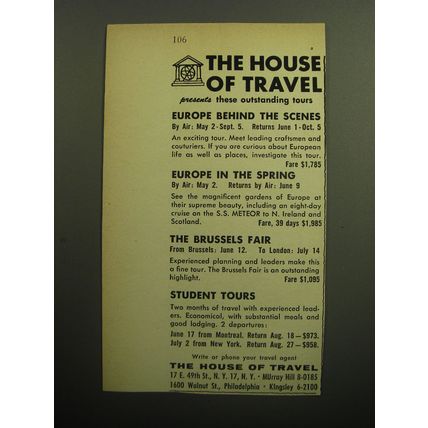 106
THE HOUSE
OF TRAVEL
presents these outstanding tours
EUROPE BEHIND THE SCENES
By Air: May 2-Sept. 5. Returns June 1-Oct. 5
An exciting tour. Meet leading craftsmen and
couturiers. If you are curious about European
life as well as places, investigate this tour.
Fare $1,785
EUROPE IN THE SPRING
By Air: May 2. Returns by Air: June 9
See the magnificent gardens of Europe at
their supreme beauty, including an eight-day
cruise on the S.S. METEOR to N. Ireland and
Scotland. Fare, 39 days $1,985
THE BRUSSELS FAIR
From Brussels: June 12. To London: July 14
Experienced planning and leaders make this
a fine tour. The Brussels Fair is an outstanding
highlight. Fare $1,095
STUDENT TOURS
Two months of travel with experienced lead-
ers. Economical, with substantial meals and
good lodging. 2 departures:
June 17 from Montreal. Return Aug. 18—$973.
July 2 from New York. Return Aug. 27—$958.
Write or phone your travel agent
THE HOUSE OF TRAVEL
17 E. 49th St., N. Y. 17, N. Y. • MUrray Hill 8-0185
1600 Walnut St., Philadelphia • KIngsley 6-2100